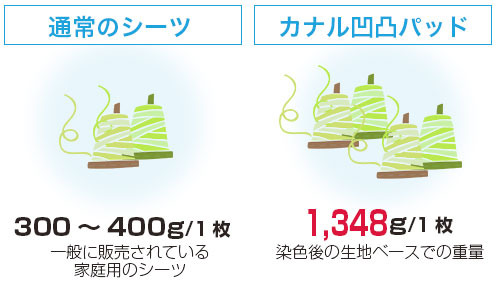 通常のシーツ
カナル凹凸パッド
300 ～ 400g/1 枚
一般に販売されている
家庭用のシーツ
1,348g/1 枚
染色後の生地ベースでの重量